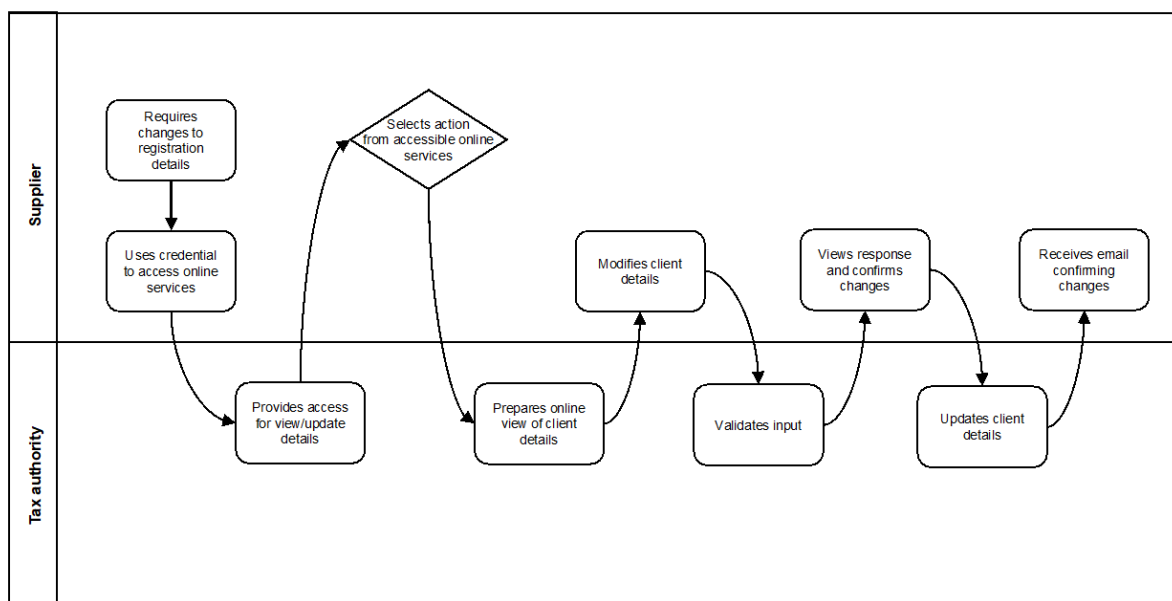 Supplier
Requires
changes to
registration
details
Uses credential
to access online
services
Provides access
for view/update
details
Selects action
from accessible online
services
Prepares online
view of client
details
Modifies client
details
Validates input
Views response
and confirms
changes
Updates client
details
Receives email
confirming
changes
Tax authority